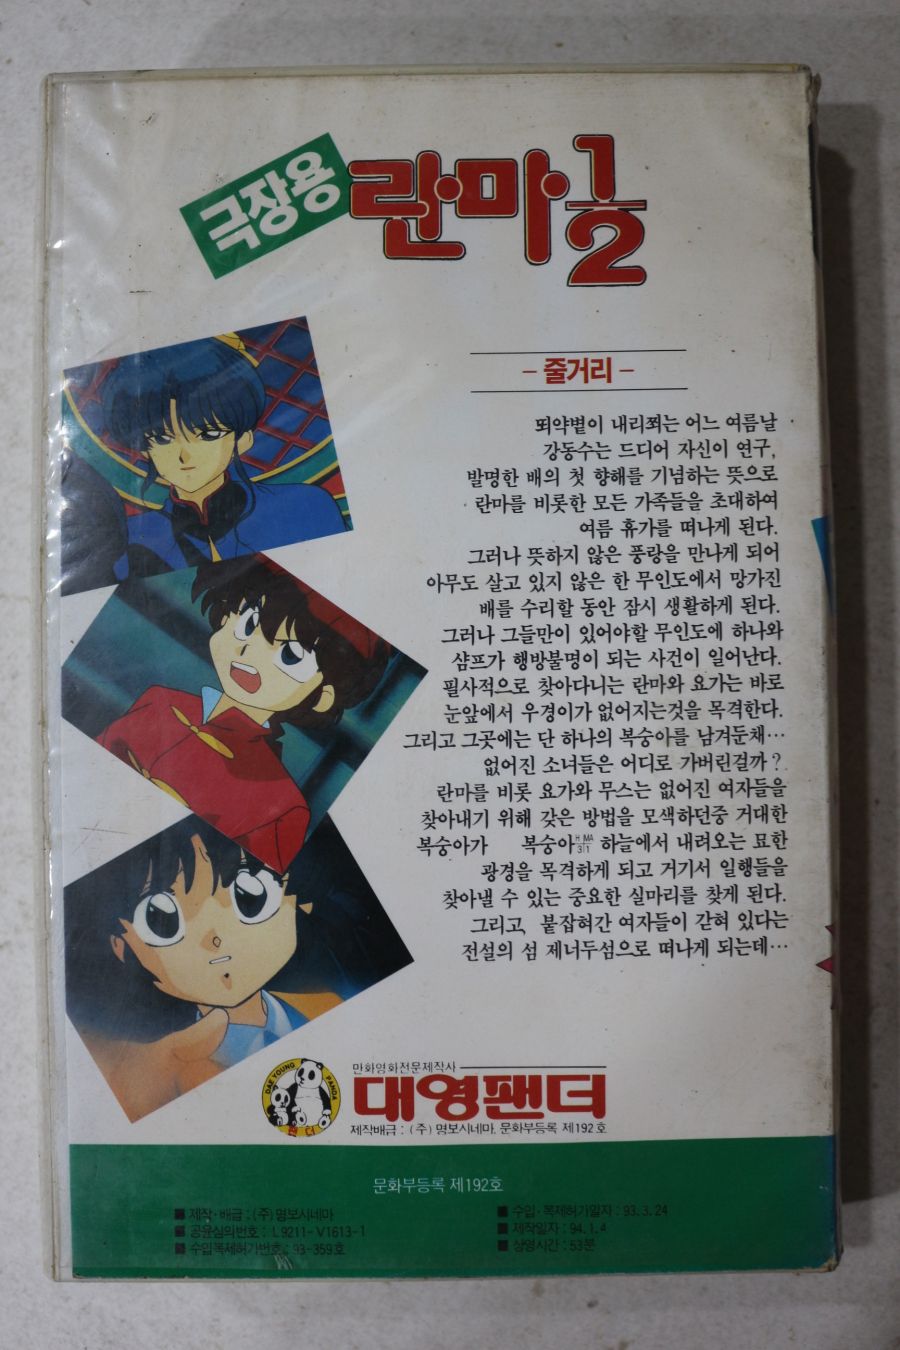 극장용
란마 1/2
- 줄거리 -
뙤약볕이 내리쬐는 어느 여름날
강동수는 드디어 자신이 연구,
발명한 배의 첫 항해를 기념하는 뜻으로
란마를 비롯한 모든 가족들을 초대하여
여름 휴가를 떠나게 된다.
그러나 뜻하지 않은 풍랑을 만나게 되어
아무도 살고 있지 않은 한 무인도에서 망가진
배를 수리할 동안 잠시 생활하게 된다.
그러나 그들만이 있어야할 무인도에 하나와
샴프가 행방불명이 되는 사건이 일어난다.
필사적으로 찾아다니는 란마와 요가는 바로
눈앞에서 우경이가 없어지는것을 목격한다.
그리고 그곳에는 단 하나의 복숭아를 남겨둔채…
없어진 소녀들은 어디로 가버린걸까?
란마를 비롯 요가와 무스는 없어진 여자들을
찾아내기 위해 갖은 방법을 모색하던중 거대한
복숭아가 복숭아 하늘에서 내려오는 묘한
광경을 목격하게 되고 거기서 일행들을
찾아낼 수 있는 중요한 실마리를 찾게 된다.
그리고, 붙잡혀간 여자들이 갇혀 있다는
전설의 섬 제너두섬으로 떠나게 되는데…
DAE YOUNG PANDA
만화영화전문제작사
대영팬더
제작배급 : (주) 명보시네마. 문화부등록 제192호
문화부등록 제192호
■ 제작·배급 : (주) 명보시네마
■ 공윤심의번호 : L9211-V1613-1
■ 수입복제허가번호 : 93-359호
■ 수입·복제허가일자 : 93. 3. 24
■ 제작일자 : 94. 1. 4
■ 상영시간 : 53분